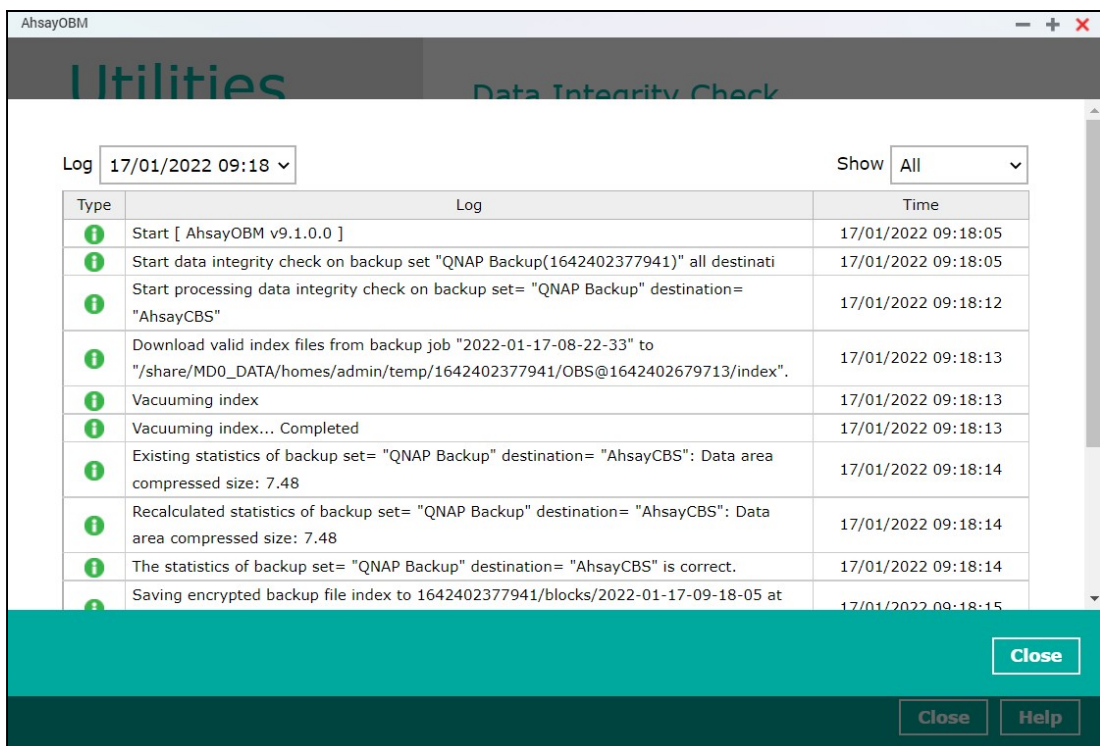 AhsayOBM
Utilities
Data Integrity Check
Log 17/01/2022 09:18
Show All
Type Log Time
Start [ AhsayOBM v9.1.0.0 ] 17/01/2022 09:18:05
Start data integrity check on backup set "QNAP Backup(1642402377941)" all destinati 17/01/2022 09:18:05
Start processing data integrity check on backup set= "QNAP Backup" destination=
"AhsayCBS" 17/01/2022 09:18:12
Download valid index files from backup job "2022-01-17-08-22-33" to
"/share/MD0_DATA/homes/admin/temp/1642402377941/OBS@1642402679713/index". 17/01/2022 09:18:13
Vacuuming index 17/01/2022 09:18:13
Vacuuming index... Completed 17/01/2022 09:18:13
Existing statistics of backup set= "QNAP Backup" destination= "AhsayCBS": Data area
compressed size: 7.48 17/01/2022 09:18:14
Recalculated statistics of backup set= "QNAP Backup" destination= "AhsayCBS": Data
area compressed size: 7.48 17/01/2022 09:18:14
The statistics of backup set= "QNAP Backup" destination= "AhsayCBS" is correct. 17/01/2022 09:18:14
Saving encrypted backup file index to 1642402377941/blocks/2022-01-17-09-18-05 at
17/01/2022 09:18:15
Close
Close Help